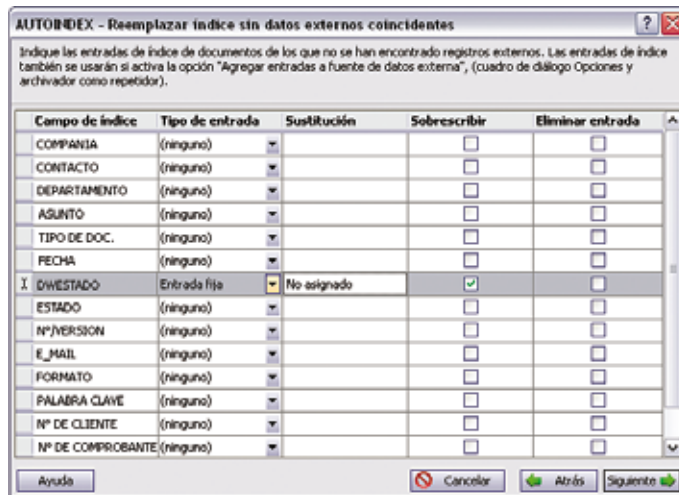 AUTOINDEX - Reemplazar índice sin datos externos coincidentes
Indique las entradas de índice de documentos de los que no se han encontrado registros externos. Las entradas de índice
también se usarán si activa la opción "Agregar entradas a fuente de datos externa", (cuadro de diálogo Opciones y
archivador como repetidor).
Campo de índice Tipo de entrada Sustitución Sobrescribir Eliminar entrada
COMPANIA (ninguno)
CONTACTO (ninguno)
DEPARTAMENTO (ninguno)
ASUNTO (ninguno)
TIPO DE DOC. (ninguno)
FECHA (ninguno)
DWESTADO Entrada fija No asignado
ESTADO (ninguno)
Nº/VERSION (ninguno)
E_MAIL (ninguno)
FORMATO (ninguno)
PALABRA CLAVE (ninguno)
Nº DE CLIENTE (ninguno)
Nº DE COMPROBANTE (ninguno)
Ayuda Cancelar Atrás Siguiente